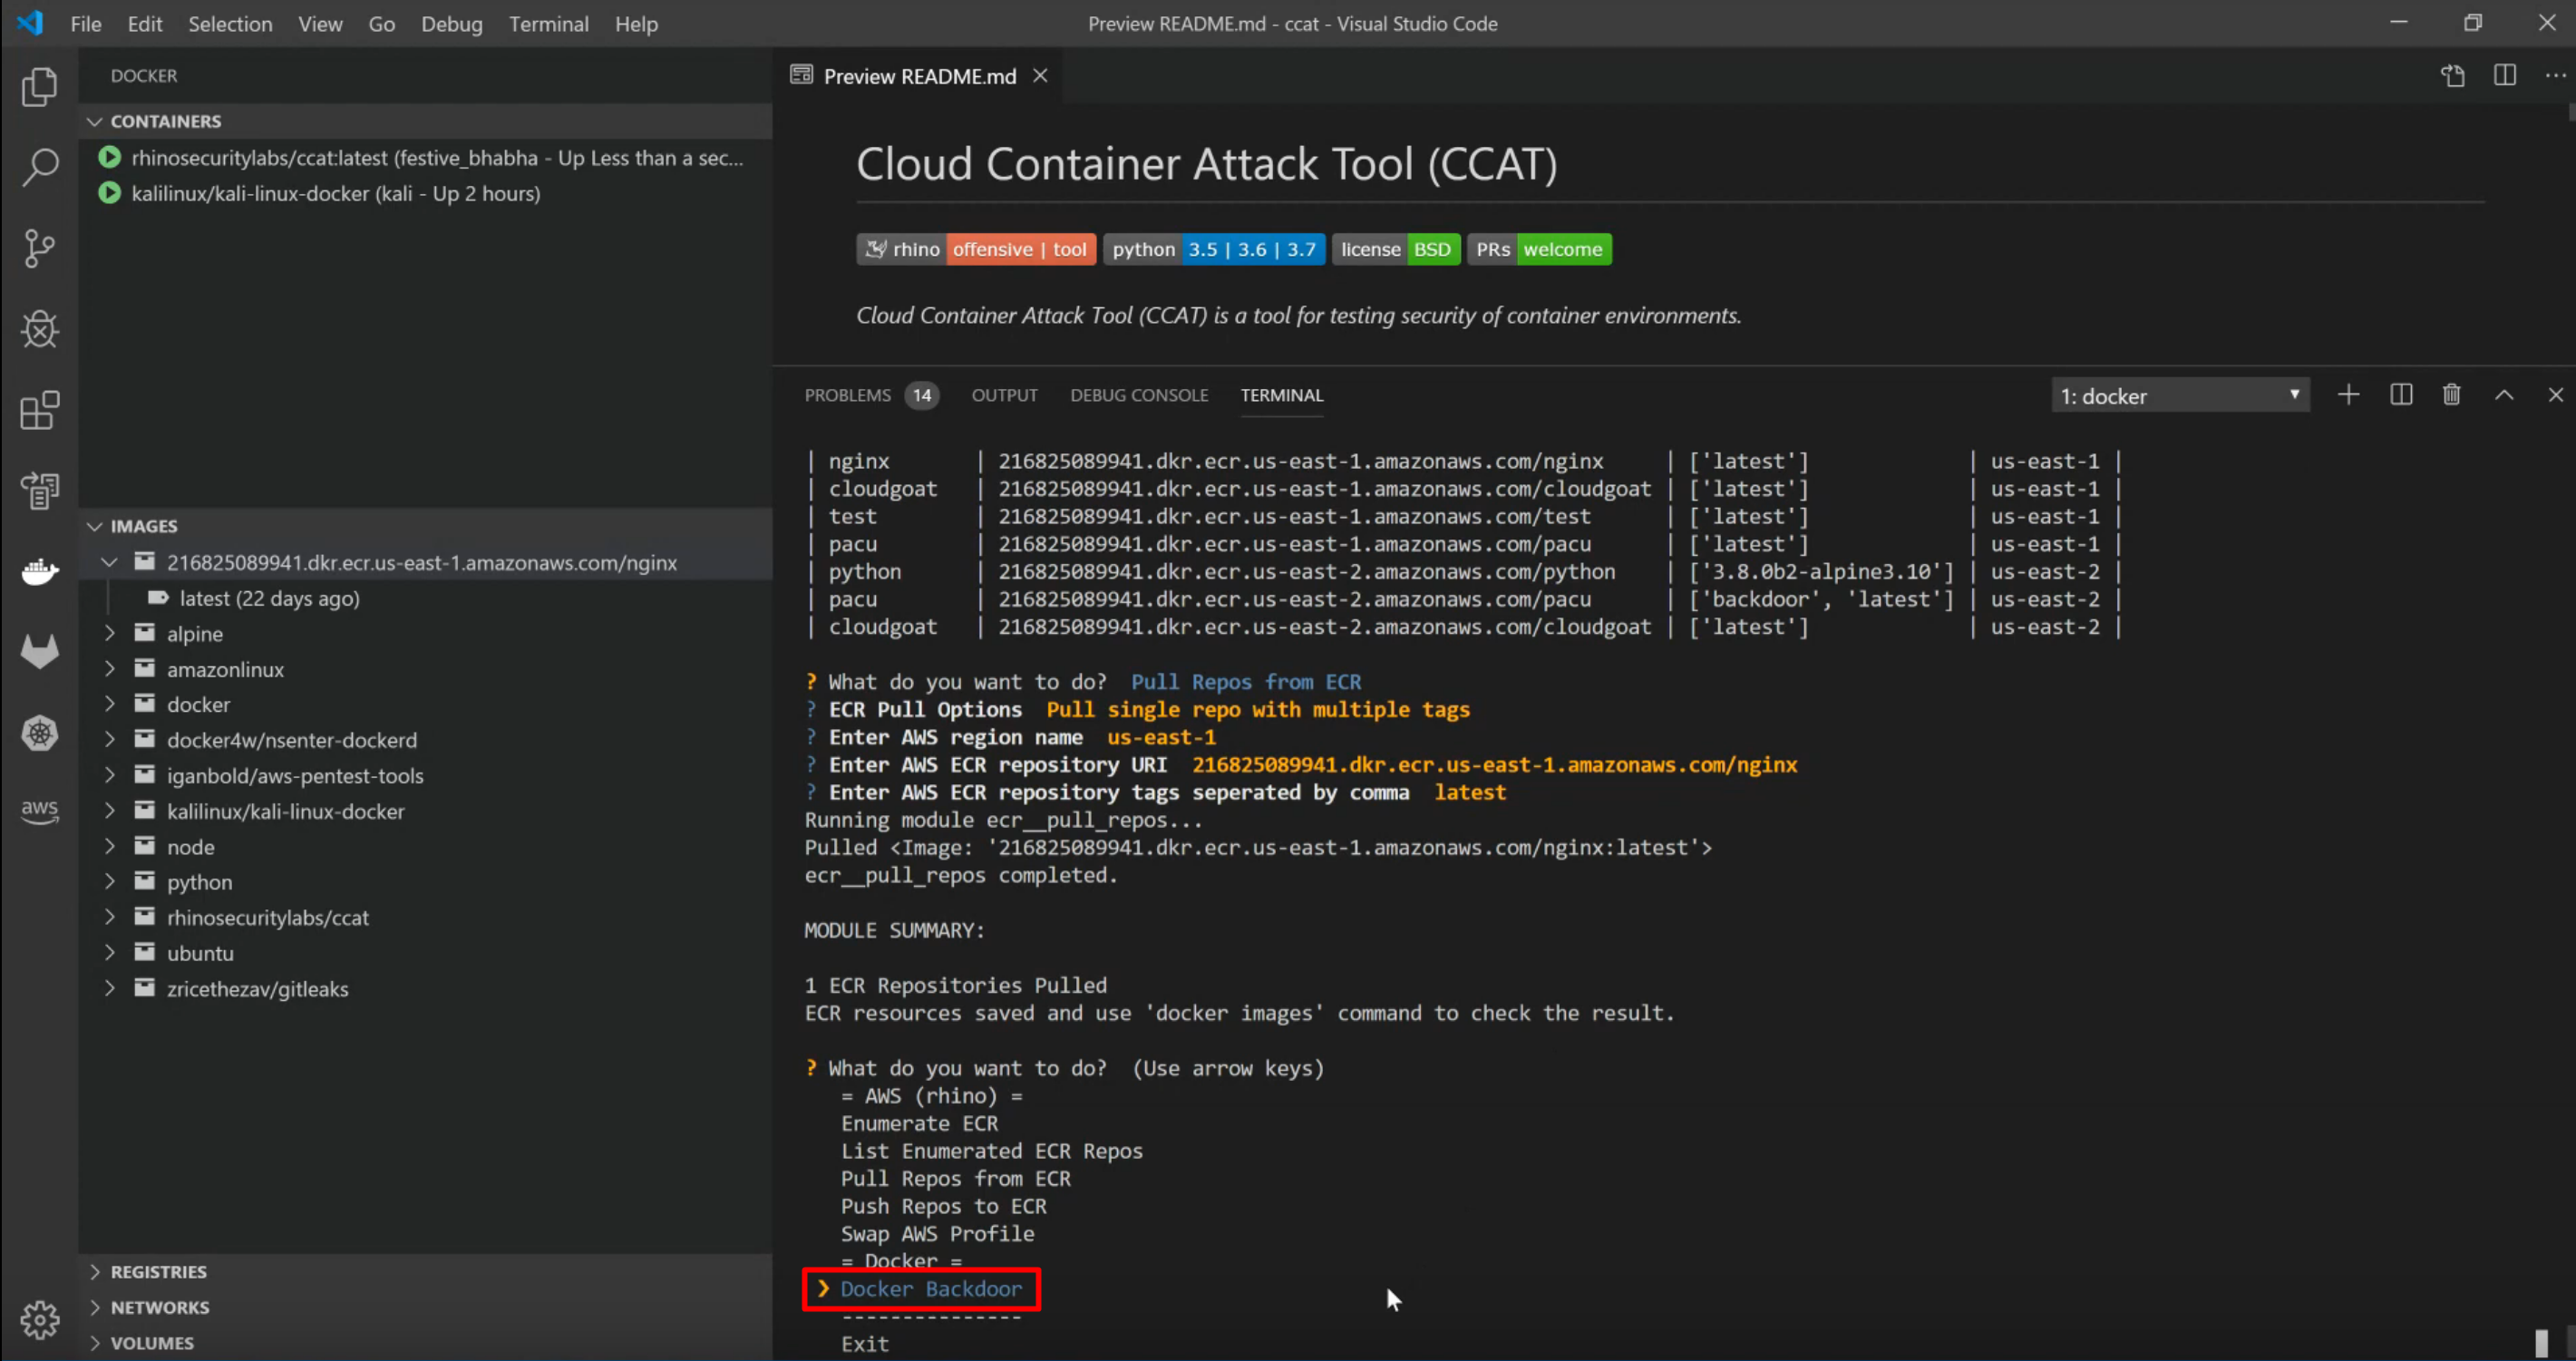 File Edit Selection View Go Debug Terminal Help
Preview README.md - ccat - Visual Studio Code
DOCKER
CONTAINERS
rhinosecuritylabs/ccat:latest (festive_bhabha - Up Less than a sec...
kalilinux/kali-linux-docker (kali - Up 2 hours)
IMAGES
216825089941.dkr.ecr.us-east-1.amazonaws.com/nginx
latest (22 days ago)
alpine
amazonlinux
docker
docker4w/nsenter-dockerd
iganbold/aws-pentest-tools
kalilinux/kali-linux-docker
node
python
rhinosecuritylabs/ccat
ubuntu
zricethezav/gitleaks
REGISTRIES
NETWORKS
VOLUMES
aws
Preview README.md
Cloud Container Attack Tool (CCAT)
rhino offensive | tool python 3.5 | 3.6 | 3.7 license BSD PRs welcome
Cloud Container Attack Tool (CCAT) is a tool for testing security of container environments.
PROBLEMS 14 OUTPUT DEBUG CONSOLE TERMINAL 1: docker
| nginx | 216825089941.dkr.ecr.us-east-1.amazonaws.com/nginx | ['latest'] | us-east-1 |
| cloudgoat | 216825089941.dkr.ecr.us-east-1.amazonaws.com/cloudgoat | ['latest'] | us-east-1 |
| test | 216825089941.dkr.ecr.us-east-1.amazonaws.com/test | ['latest'] | us-east-1 |
| pacu | 216825089941.dkr.ecr.us-east-1.amazonaws.com/pacu | ['latest'] | us-east-1 |
| python | 216825089941.dkr.ecr.us-east-2.amazonaws.com/python | ['3.8.0b2-alpine3.10'] | us-east-2 |
| pacu | 216825089941.dkr.ecr.us-east-2.amazonaws.com/pacu | ['backdoor', 'latest'] | us-east-2 |
| cloudgoat | 216825089941.dkr.ecr.us-east-2.amazonaws.com/cloudgoat | ['latest'] | us-east-2 |
? What do you want to do? Pull Repos from ECR
? ECR Pull Options Pull single repo with multiple tags
? Enter AWS region name us-east-1
? Enter AWS ECR repository URI 216825089941.dkr.ecr.us-east-1.amazonaws.com/nginx
? Enter AWS ECR repository tags seperated by comma latest
Running module ecr__pull_repos...
Pulled <Image: '216825089941.dkr.ecr.us-east-1.amazonaws.com/nginx:latest'>
ecr__pull_repos completed.
MODULE SUMMARY:
1 ECR Repositories Pulled
ECR resources saved and use 'docker images' command to check the result.
? What do you want to do? (Use arrow keys)
= AWS (rhino) =
Enumerate ECR
List Enumerated ECR Repos
Pull Repos from ECR
Push Repos to ECR
Swap AWS Profile
= Docker =
❯ Docker Backdoor
---------------
Exit